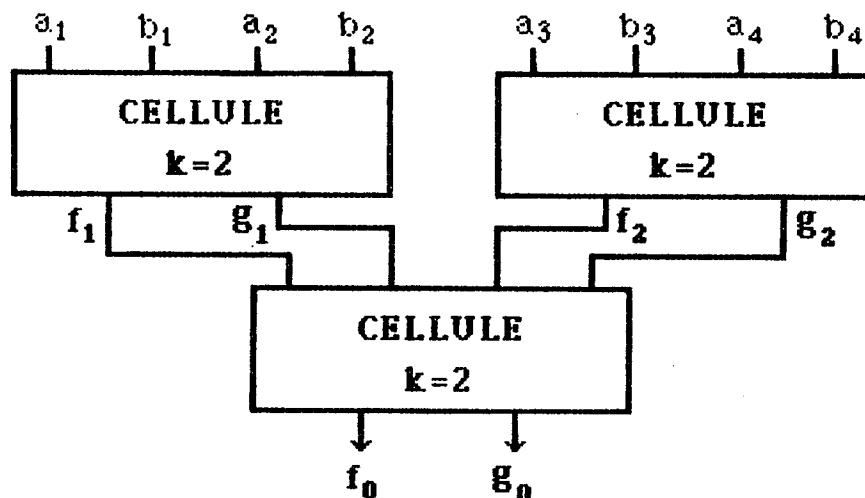 a₁ b₁ a₂ b₂ a₃ b₃ a₄ b₄
CELLULE CELLULE
k=2 k=2
f₁ g₁ f₂ g₂
CELLULE
k=2
f₀ g₀